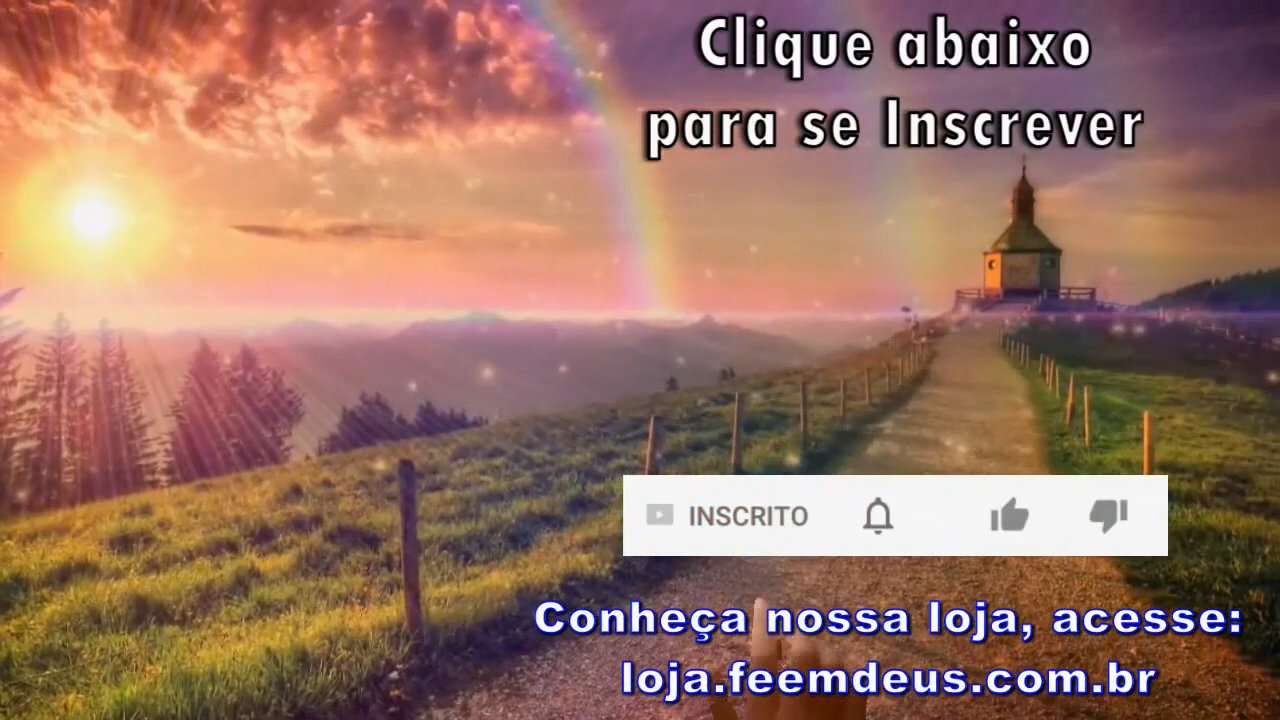 Clique abaixo
para se Inscrever
INSCRITO
Conheça nossa loja, acesse:
loja.feemdeus.com.br